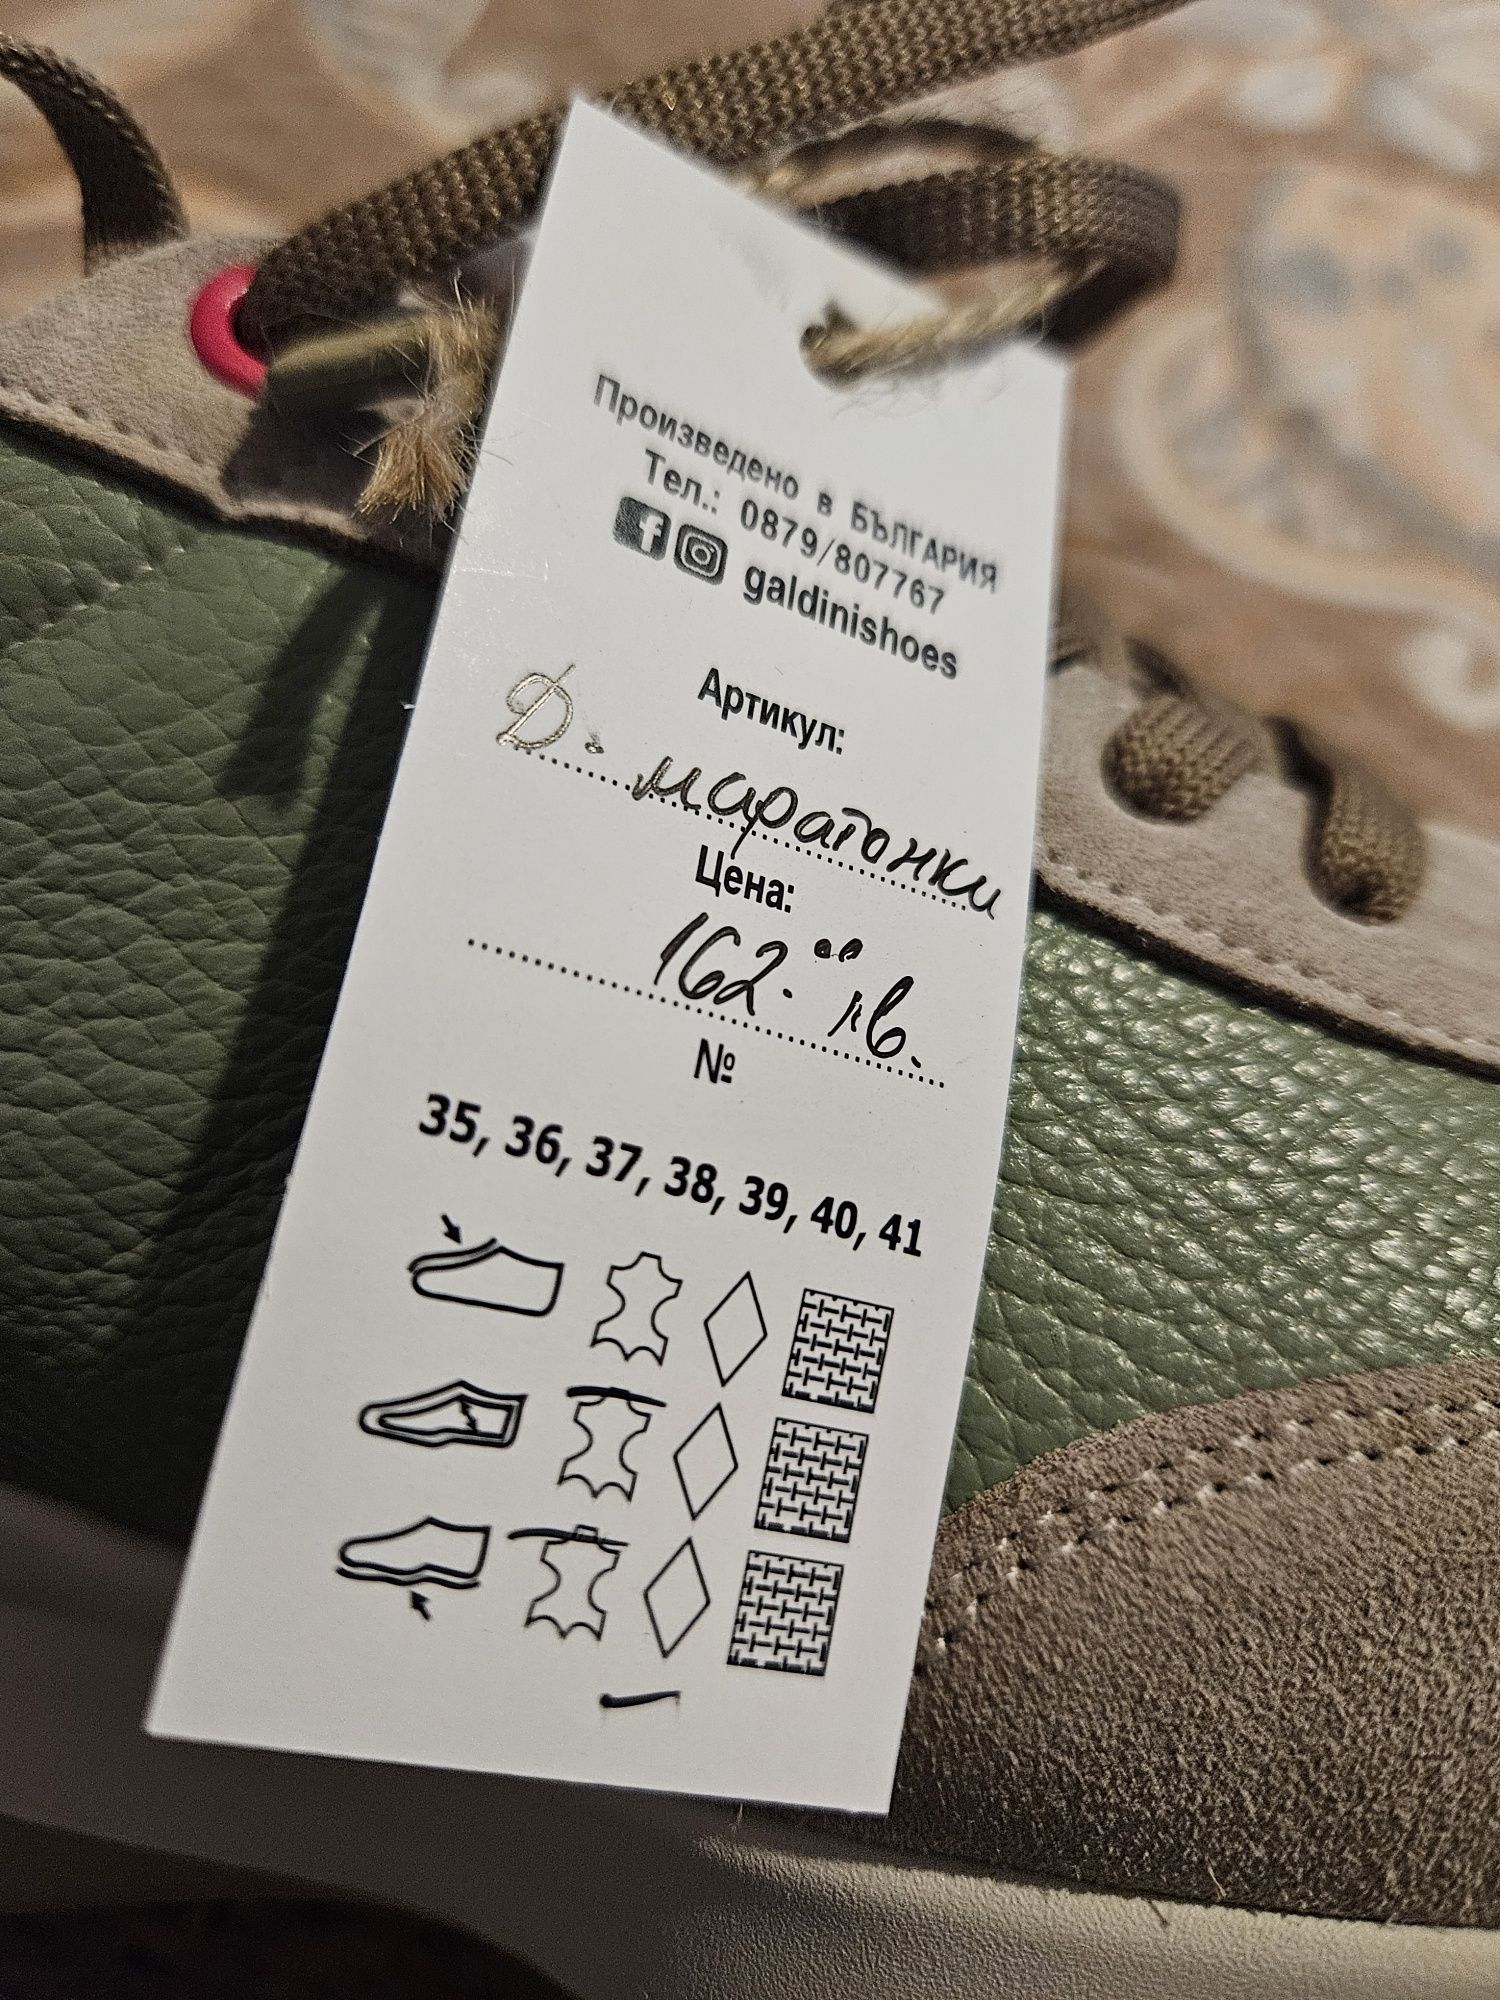 Произведено в БЪЛГАРИЯ
Тел.: 0879/807767
galdinishoes
Артикул:
Д. маратонки
Цена:
162.00 лв.
№
35, 36, 37, 38, 39, 40, 41